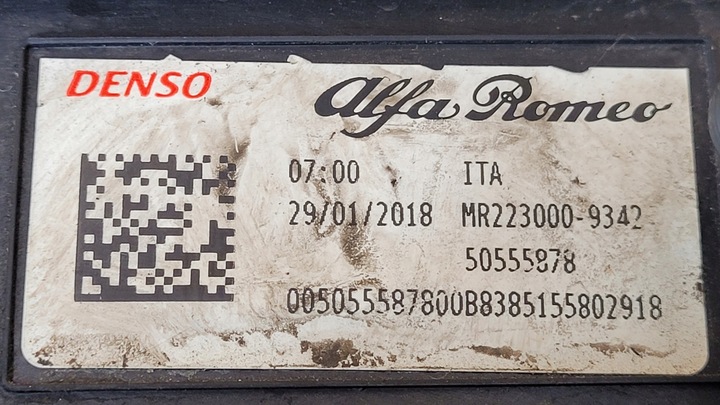 DENSO Alfa Romeo
07:00 ITA
29/01/2018 MR223000-9342
50555878
005055587800B8385155802918